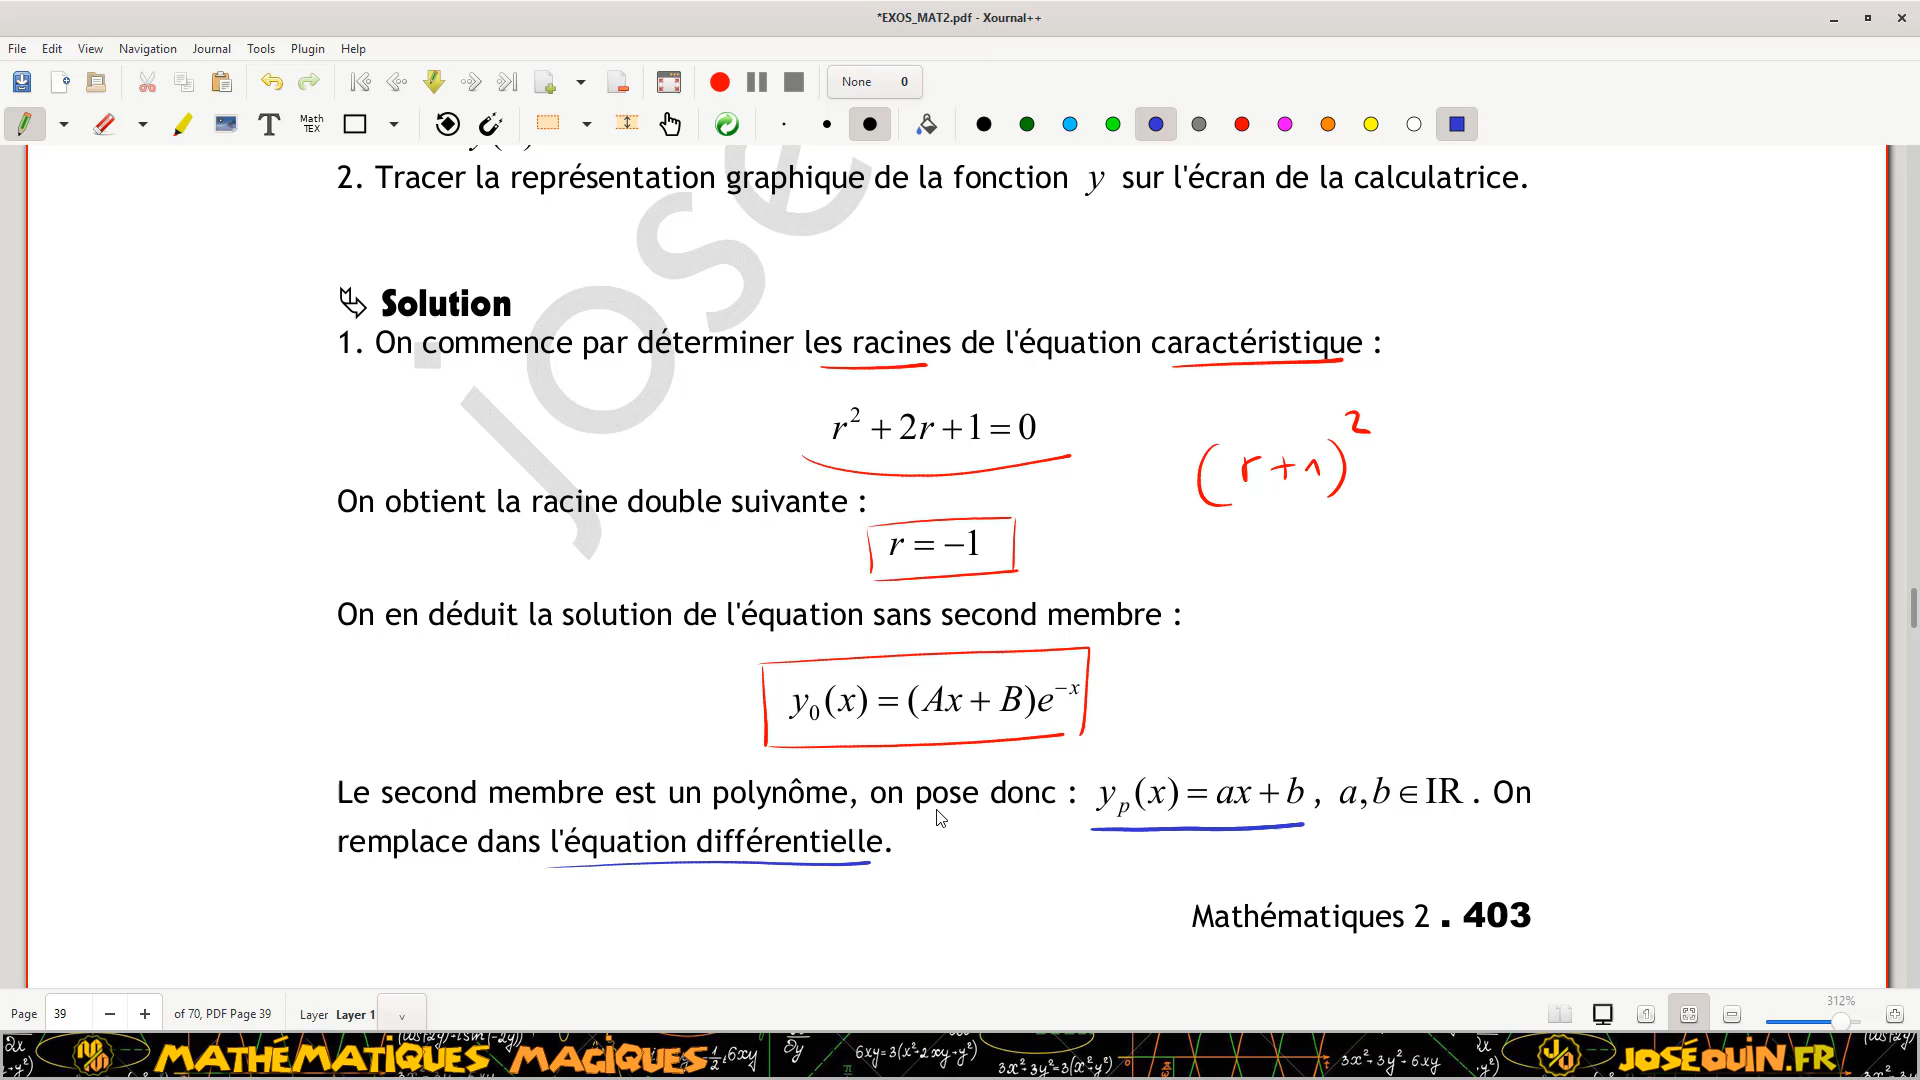 *EXOS_MAT2.pdf - Xournal++
File Edit View Navigation Journal Tools Plugin Help
None 0
Math TEX
2. Tracer la représentation graphique de la fonction y sur l'écran de la calculatrice.
Solution
1. On commence par déterminer les racines de l'équation caractéristique :
r² + 2r + 1 = 0
(r + 1)²
On obtient la racine double suivante :
r = −1
On en déduit la solution de l'équation sans second membre :
y₀(x) = (Ax + B)e⁻ˣ
Le second membre est un polynôme, on pose donc : yₚ(x) = ax + b , a,b ∈ IR . On
remplace dans l'équation différentielle.
Mathématiques 2 . 403
jose
312%
Page 39 − + of 70, PDF Page 39 Layer Layer 1
MATHÉMATIQUES MAGIQUES JOSÉOUIN.FR